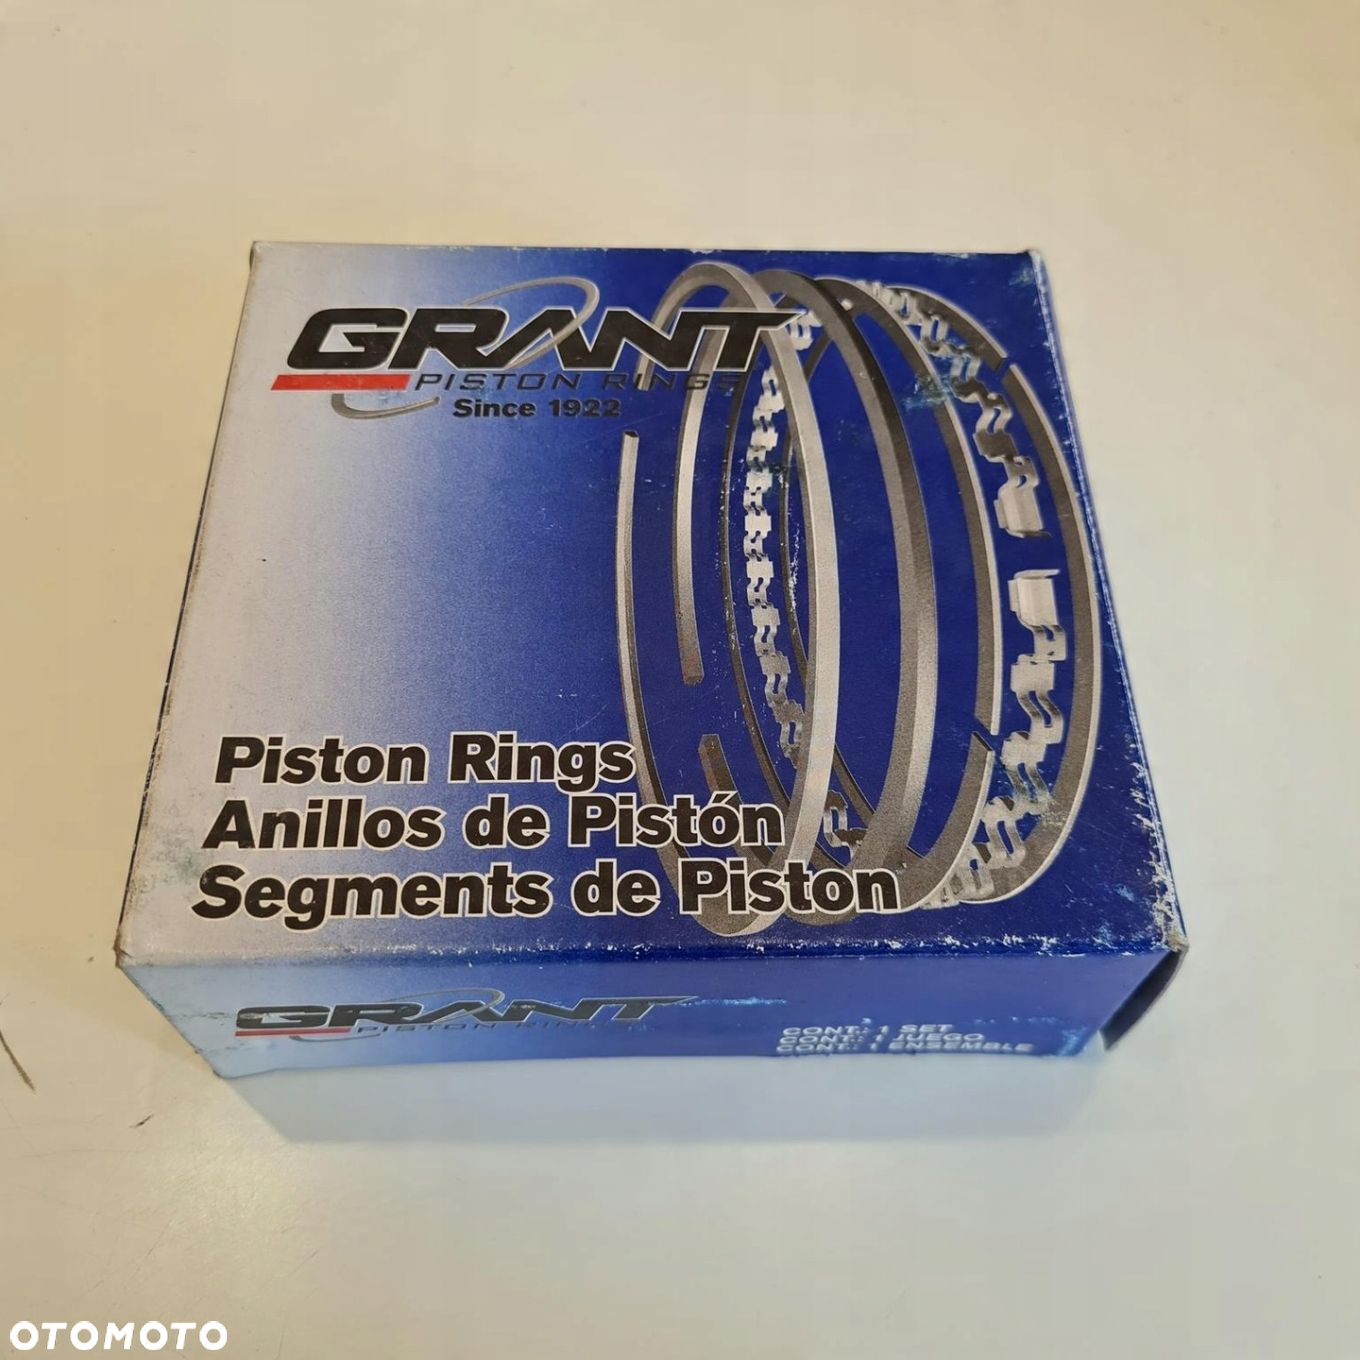 GRANT
PISTON RINGS
Since 1922
Piston Rings
Anillos de Pistón
Segments de Piston
GRANT
PISTON RINGS
CONT.: 1 SET
CONT.: 1 JUEGO
CONT.: 1 ENSEMBLE
OTOMOTO